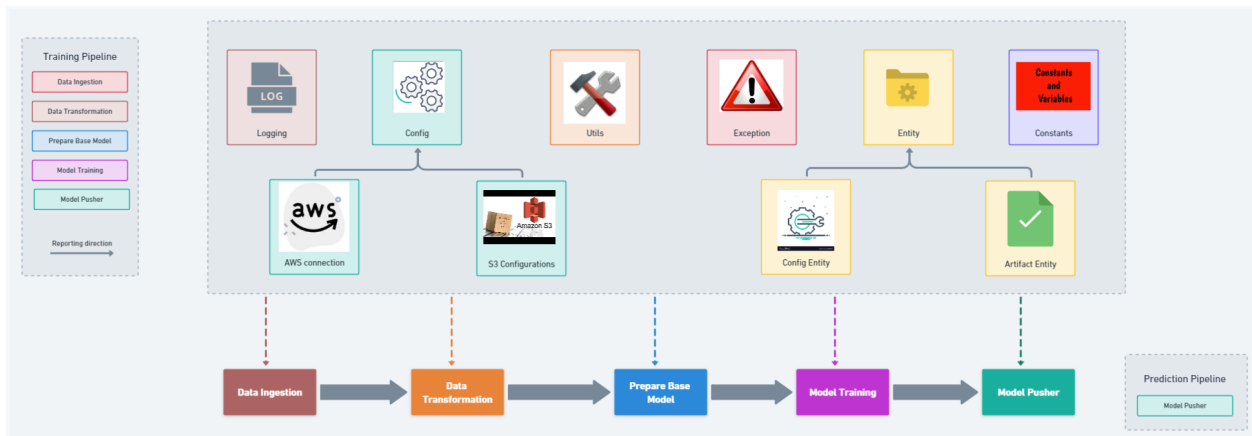 Training Pipeline
Data Ingestion
Data Transformation
Prepare Base Model
Model Training
Model Pusher
Reporting direction
LOG
Logging
Config
Utils
Exception
Entity
Constants
and
Variables
Constants
aws
AWS connection
Amazon S3
S3 Configurations
Config Entity
Artifact Entity
Data Ingestion
Data
Transformation
Prepare Base
Model
Model Training
Model Pusher
Prediction Pipeline
Model Pusher